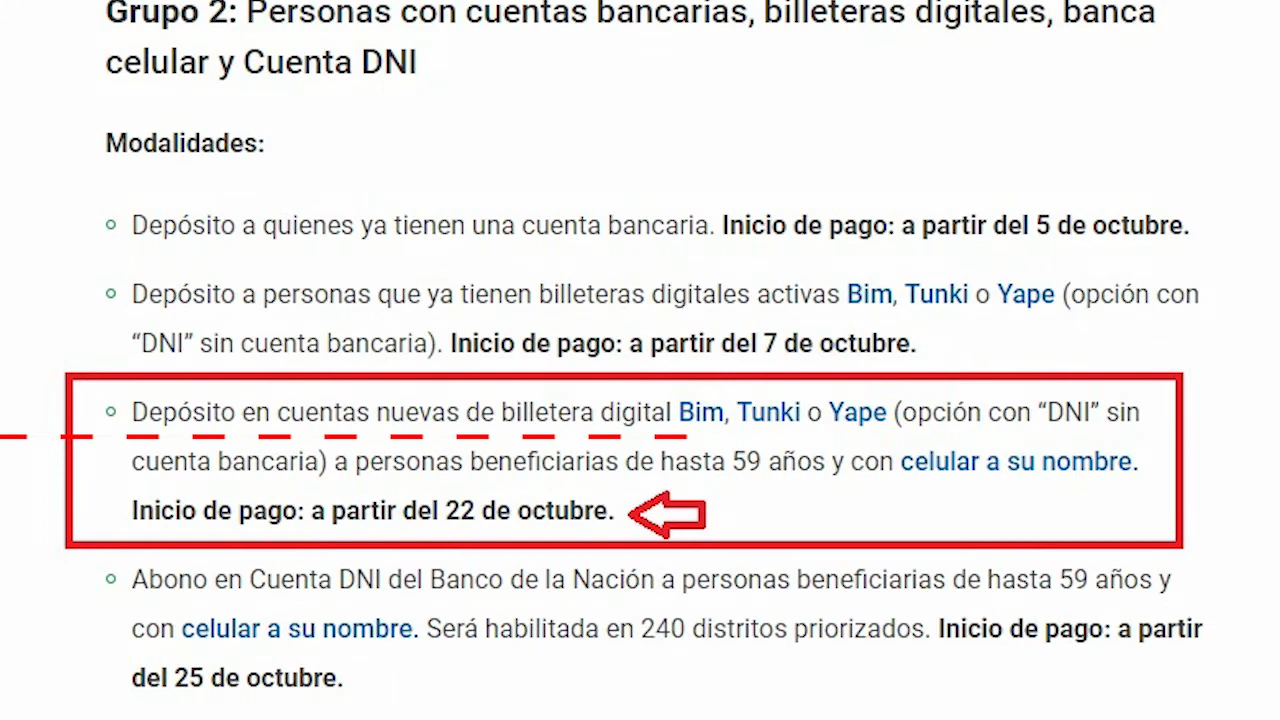 Grupo 2: Personas con cuentas bancarias, billeteras digitales, banca
celular y Cuenta DNI
Modalidades:
Depósito a quienes ya tienen una cuenta bancaria. Inicio de pago: a partir del 5 de octubre.
Depósito a personas que ya tienen billeteras digitales activas Bim, Tunki o Yape (opción con
“DNI” sin cuenta bancaria). Inicio de pago: a partir del 7 de octubre.
Depósito en cuentas nuevas de billetera digital Bim, Tunki o Yape (opción con “DNI” sin
cuenta bancaria) a personas beneficiarias de hasta 59 años y con celular a su nombre.
Inicio de pago: a partir del 22 de octubre.
Abono en Cuenta DNI del Banco de la Nación a personas beneficiarias de hasta 59 años y
con celular a su nombre. Será habilitada en 240 distritos priorizados. Inicio de pago: a partir
del 25 de octubre.